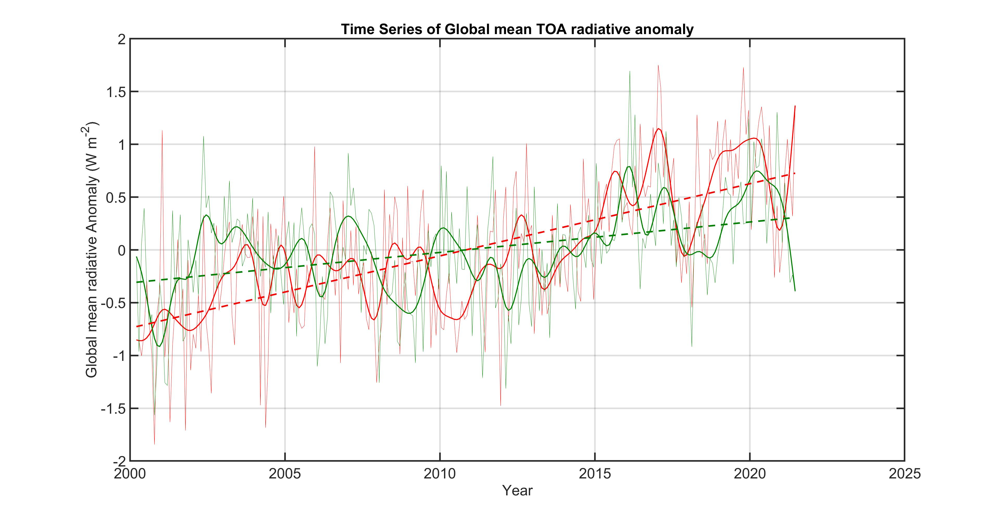 Time Series of Global mean TOA radiative anomaly
Global mean radiative Anomaly (W m⁻²)
2
1.5
1
0.5
0
-0.5
-1
-1.5
-2
2000 2005 2010 2015 2020 2025
Year